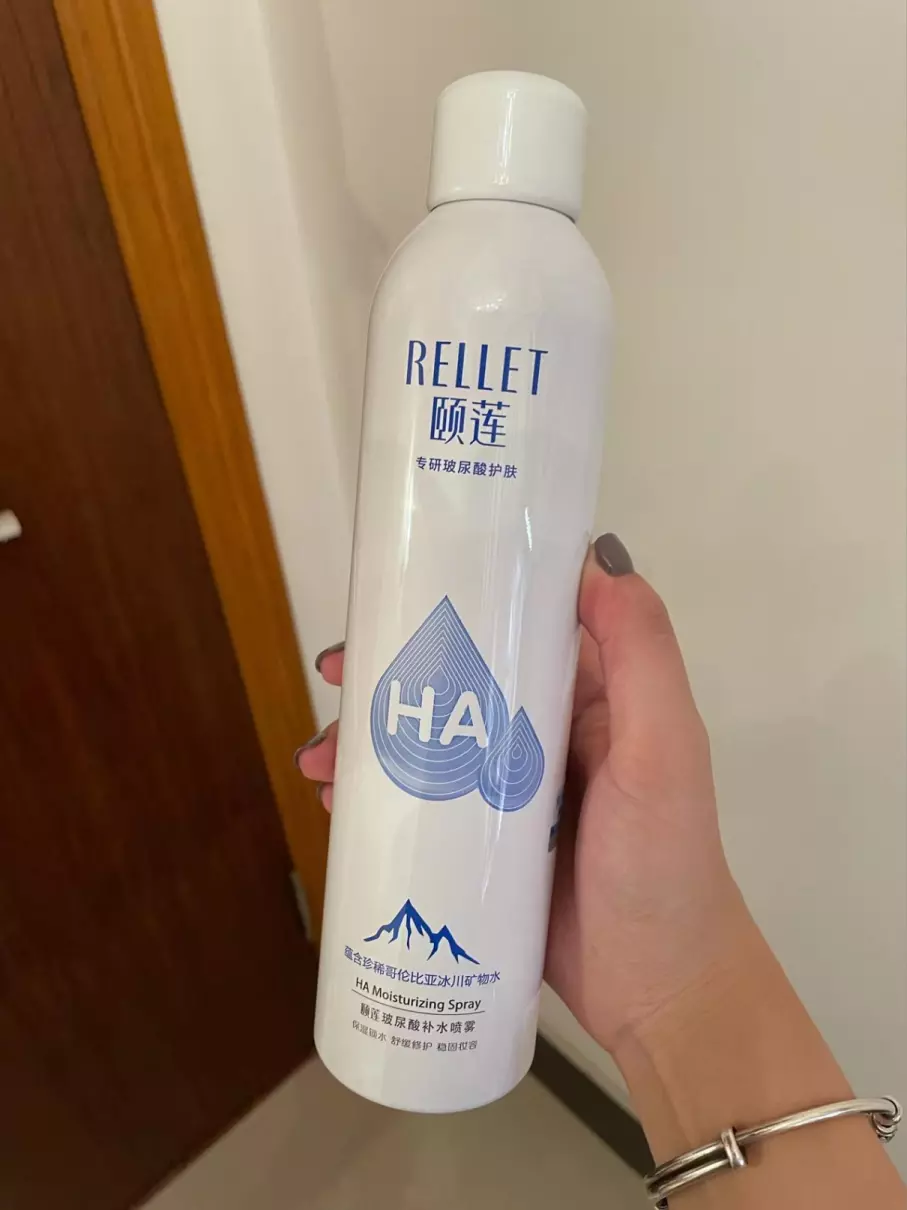 RELLET
颐莲
专研玻尿酸护肤
HA
蕴含珍稀哥伦比亚冰川矿物水
HA Moisturizing Spray
颐莲玻尿酸补水喷雾
保湿锁水 舒缓修护 稳固妆容